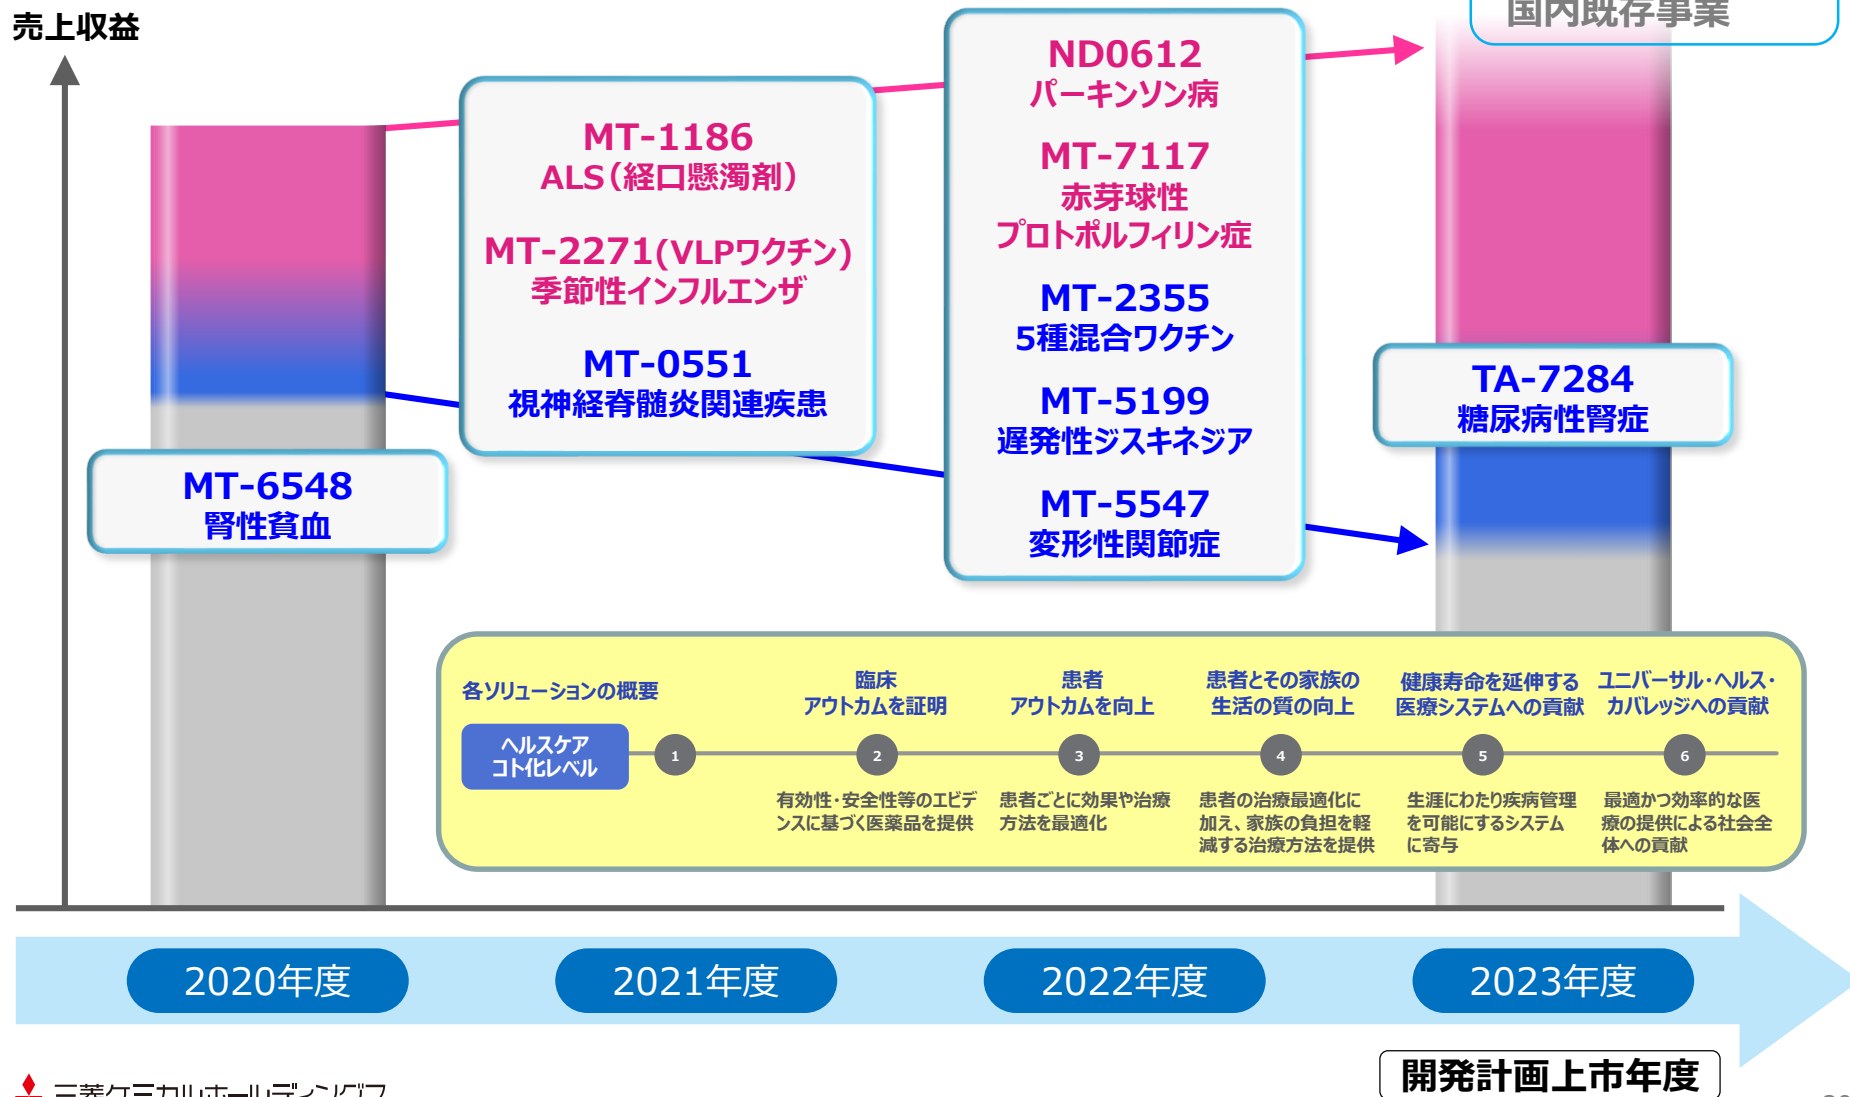 売上収益
国内既存事業
MT-6548
腎性貧血
MT-1186
ALS（経口懸濁剤）
MT-2271(VLPワクチン)
季節性インフルエンザ
MT-0551
視神経脊髄炎関連疾患
ND0612
パーキンソン病
MT-7117
赤芽球性
プロトポルフィリン症
MT-2355
5種混合ワクチン
MT-5199
遅発性ジスキネジア
MT-5547
変形性関節症
TA-7284
糖尿病性腎症
各ソリューションの概要
ヘルスケア
コト化レベル
1
臨床
アウトカムを証明
2
有効性・安全性等のエビデ
ンスに基づく医薬品を提供
患者
アウトカムを向上
3
患者ごとに効果や治療
方法を最適化
患者とその家族の
生活の質の向上
4
患者の治療最適化に
加え、家族の負担を軽
減する治療方法を提供
健康寿命を延伸する
医療システムへの貢献
5
生涯にわたり疾病管理
を可能にするシステム
に寄与
ユニバーサル・ヘルス・
カバレッジへの貢献
6
最適かつ効率的な医
療の提供による社会全
体への貢献
2020年度
2021年度
2022年度
2023年度
開発計画上市年度
三菱ケミカルホールディングス